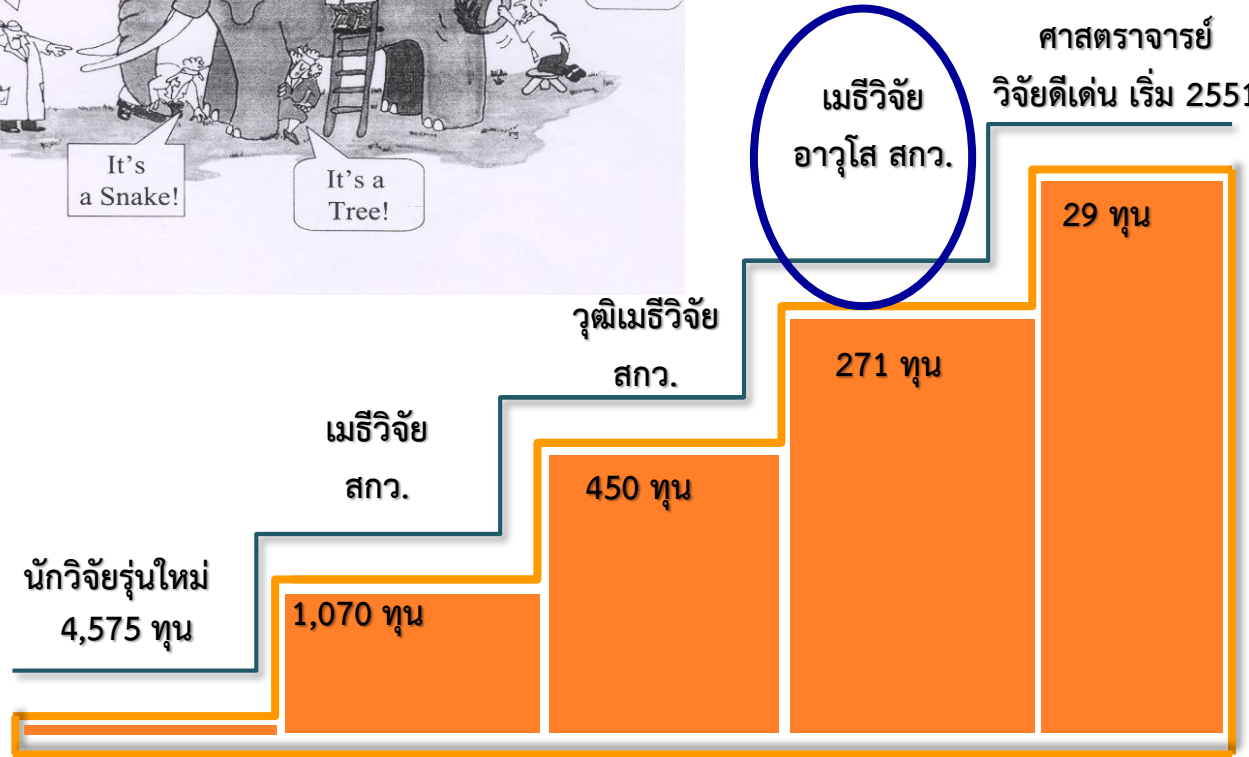 It's
a Snake!
It's a
Tree!
ศาสตราจารย์
วิจัยดีเด่น เริ่ม 2551
เมธีวิจัย
อาวุโส สกว.
29 ทุน
วุฒิเมธีวิจัย
สกว.
271 ทุน
เมธีวิจัย
สกว.
450 ทุน
นักวิจัยรุ่นใหม่
4,575 ทุน
1,070 ทุน